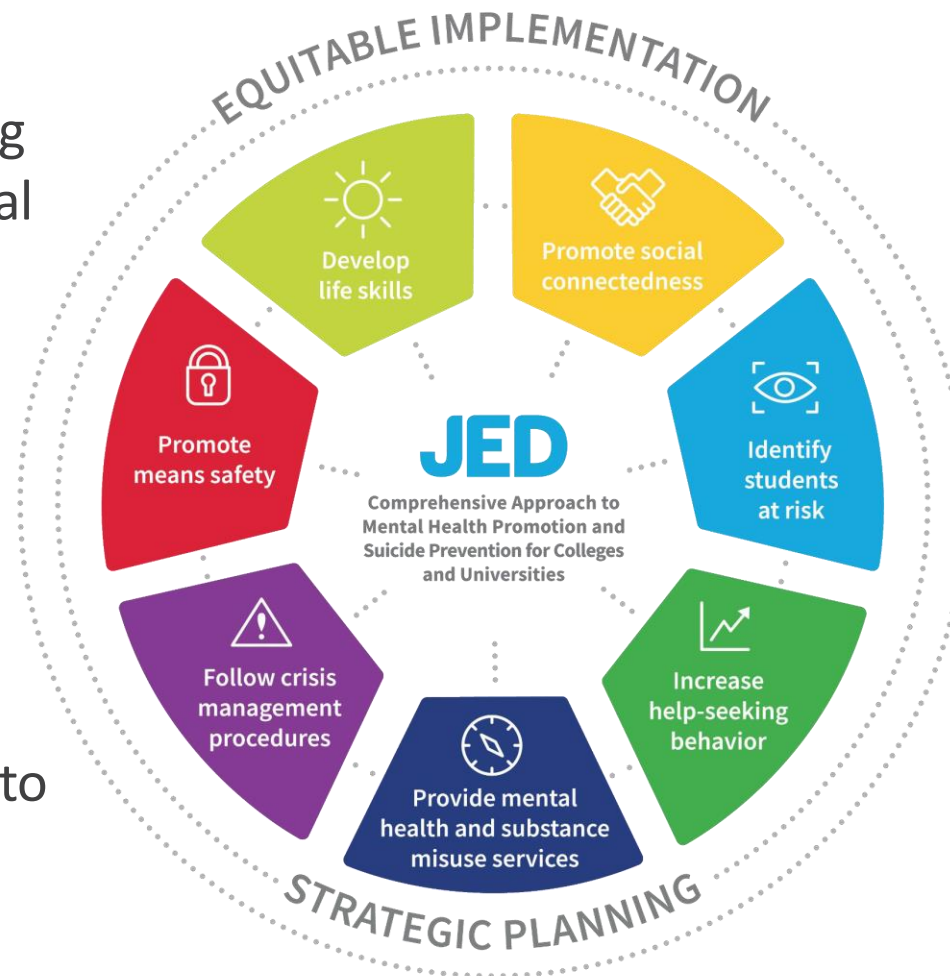 EQUITABLE IMPLEMENTATION
g
al
to
Develop
life skills
Promote social
connectedness
Identify
students
at risk
Increase
help-seeking
behavior
Provide mental
health and substance
misuse services
Follow crisis
management
procedures
Promote
means safety
JED
Comprehensive Approach to
Mental Health Promotion and
Suicide Prevention for Colleges
and Universities
STRATEGIC PLANNING